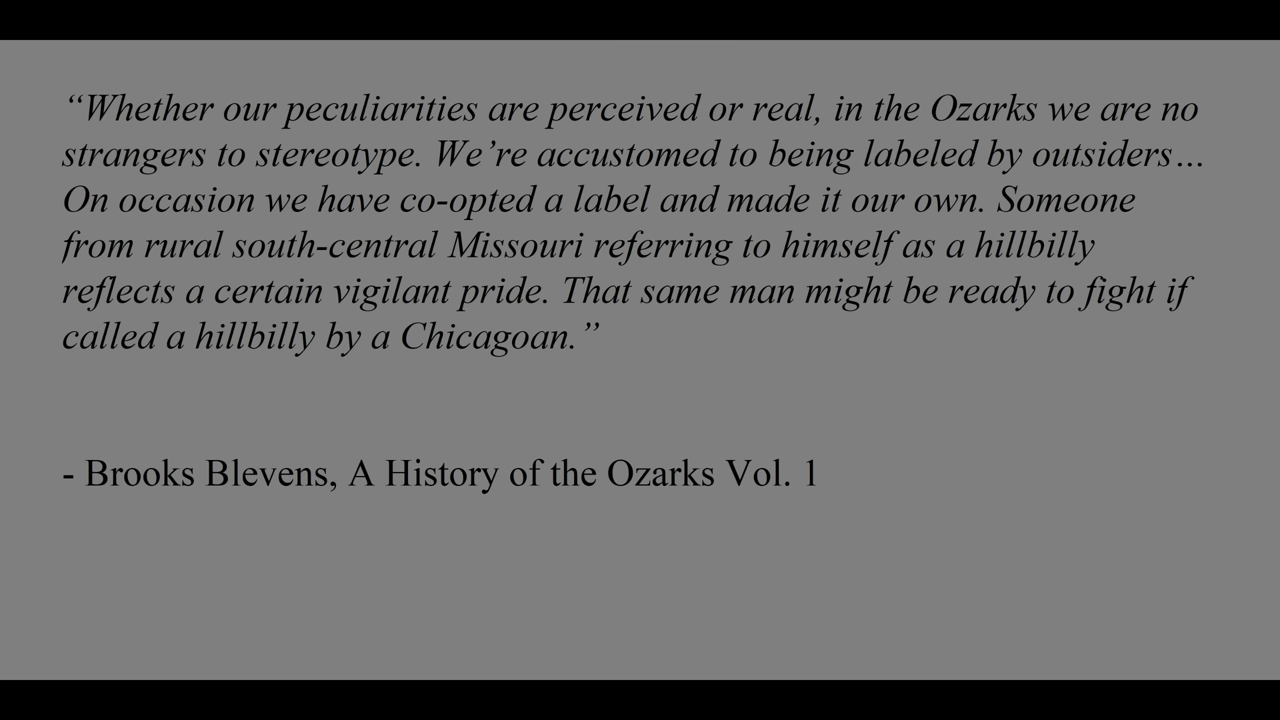 “Whether our peculiarities are perceived or real, in the Ozarks we are no
strangers to stereotype. We’re accustomed to being labeled by outsiders…
On occasion we have co-opted a label and made it our own. Someone
from rural south-central Missouri referring to himself as a hillbilly
reflects a certain vigilant pride. That same man might be ready to fight if
called a hillbilly by a Chicagoan.”
- Brooks Blevens, A History of the Ozarks Vol. 1